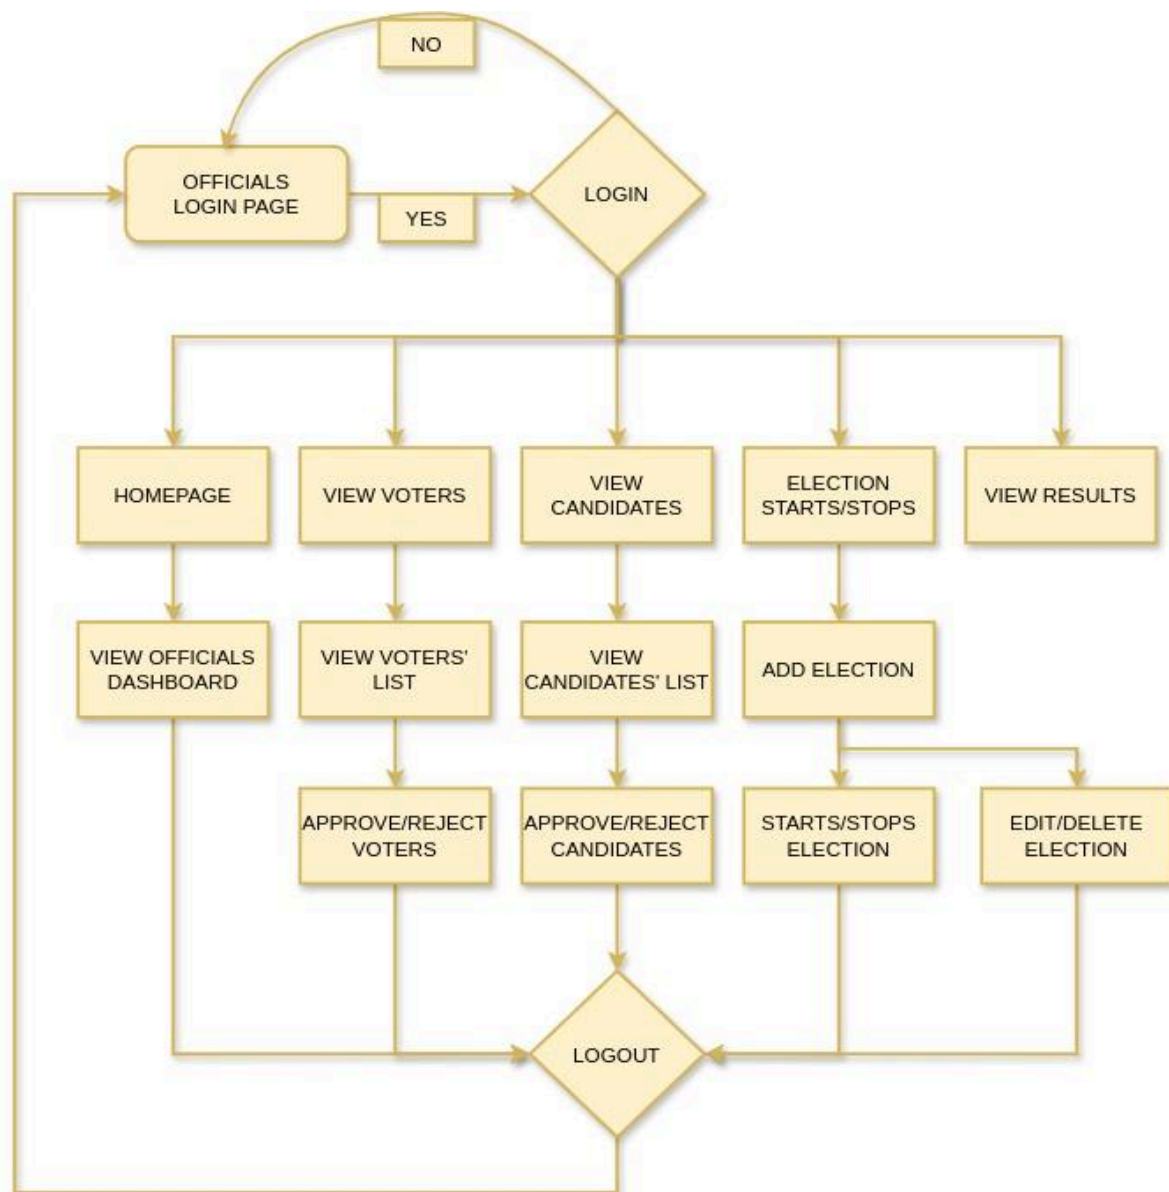 NO
OFFICIALS
LOGIN PAGE
YES
LOGIN
HOMEPAGE
VIEW VOTERS
VIEW
CANDIDATES
ELECTION
STARTS/STOPS
VIEW RESULTS
VIEW OFFICIALS
DASHBOARD
VIEW VOTERS'
LIST
VIEW
CANDIDATES' LIST
ADD ELECTION
APPROVE/REJECT
VOTERS
APPROVE/REJECT
CANDIDATES
STARTS/STOPS
ELECTION
EDIT/DELETE
ELECTION
LOGOUT